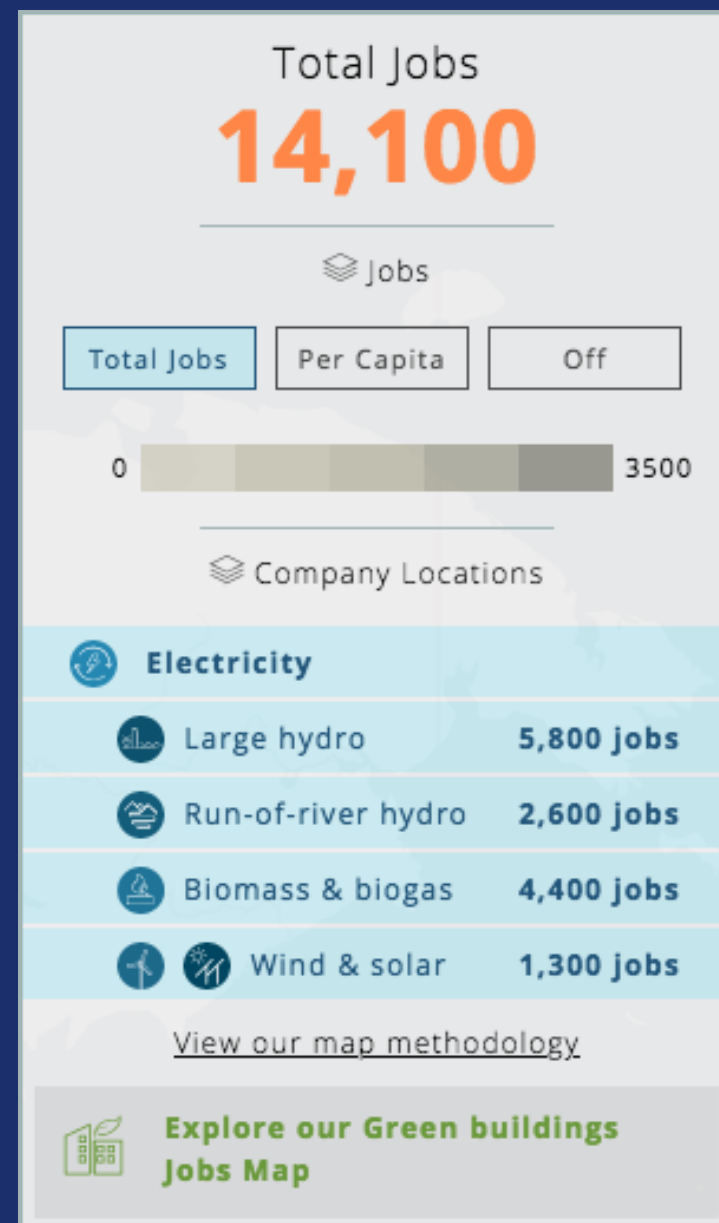 Total Jobs
14,100
Jobs
Total Jobs Per Capita Off
0 3500
Company Locations
Electricity
Large hydro 5,800 jobs
Run-of-river hydro 2,600 jobs
Biomass & biogas 4,400 jobs
Wind & solar 1,300 jobs
View our map methodology
Explore our Green buildings
Jobs Map